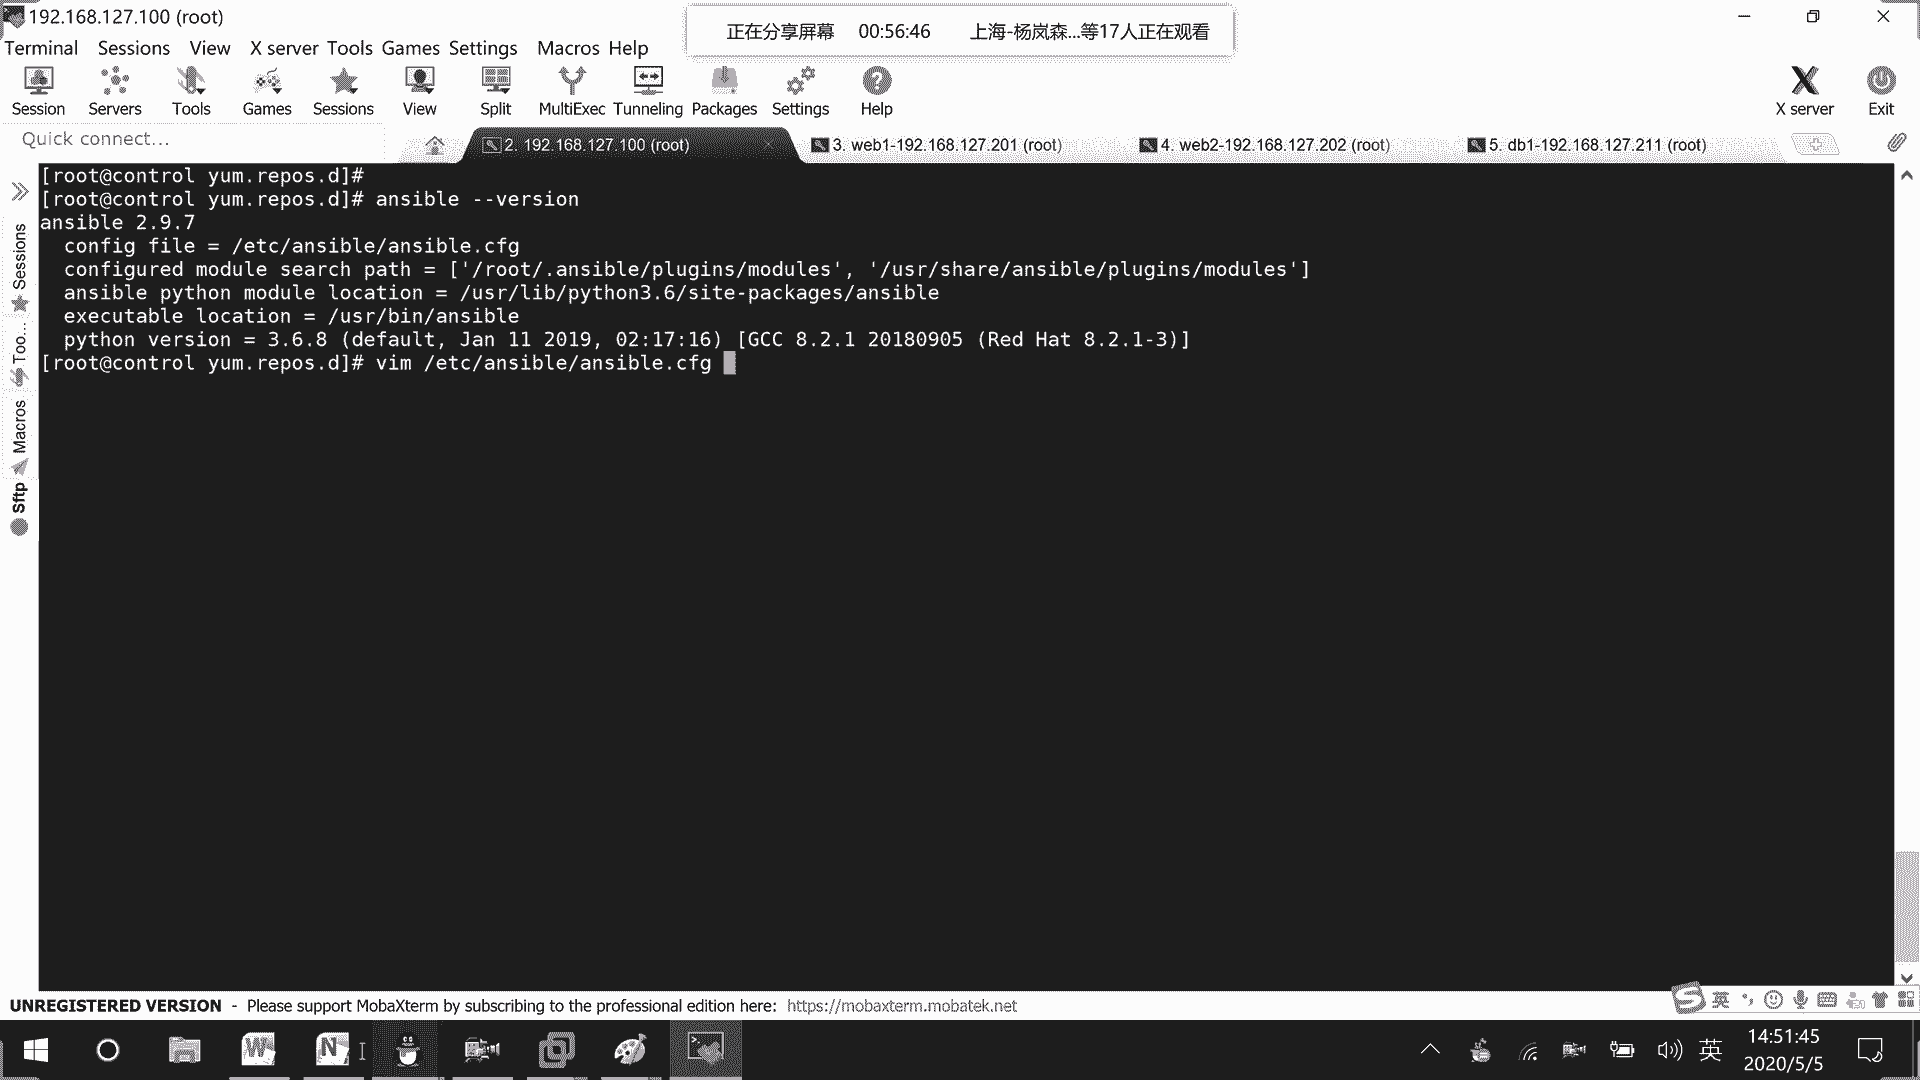 192.168.127.100 (root)
正在分享屏幕 00:56:46 上海-杨岚森...等17人正在观看
Terminal Sessions View X server Tools Games Settings Macros Help
Session Servers Tools Games Sessions View Split MultiExec Tunneling Packages Settings Help X server Exit
Quick connect...
2. 192.168.127.100 (root) 3. web1-192.168.127.201 (root) 4. web2-192.168.127.202 (root) 5. db1-192.168.127.211 (root)
[root@control yum.repos.d]#
[root@control yum.repos.d]# ansible --version
ansible 2.9.7
config file = /etc/ansible/ansible.cfg
configured module search path = ['/root/.ansible/plugins/modules', '/usr/share/ansible/plugins/modules']
ansible python module location = /usr/lib/python3.6/site-packages/ansible
executable location = /usr/bin/ansible
python version = 3.6.8 (default, Jan 11 2019, 02:17:16) [GCC 8.2.1 20180905 (Red Hat 8.2.1-3)]
[root@control yum.repos.d]# vim /etc/ansible/ansible.cfg
Sessions
Too...
Macros
Sftp
UNREGISTERED VERSION - Please support MobaXterm by subscribing to the professional edition here: https://mobaxterm.mobatek.net
英
英 14:51:45
2020/5/5